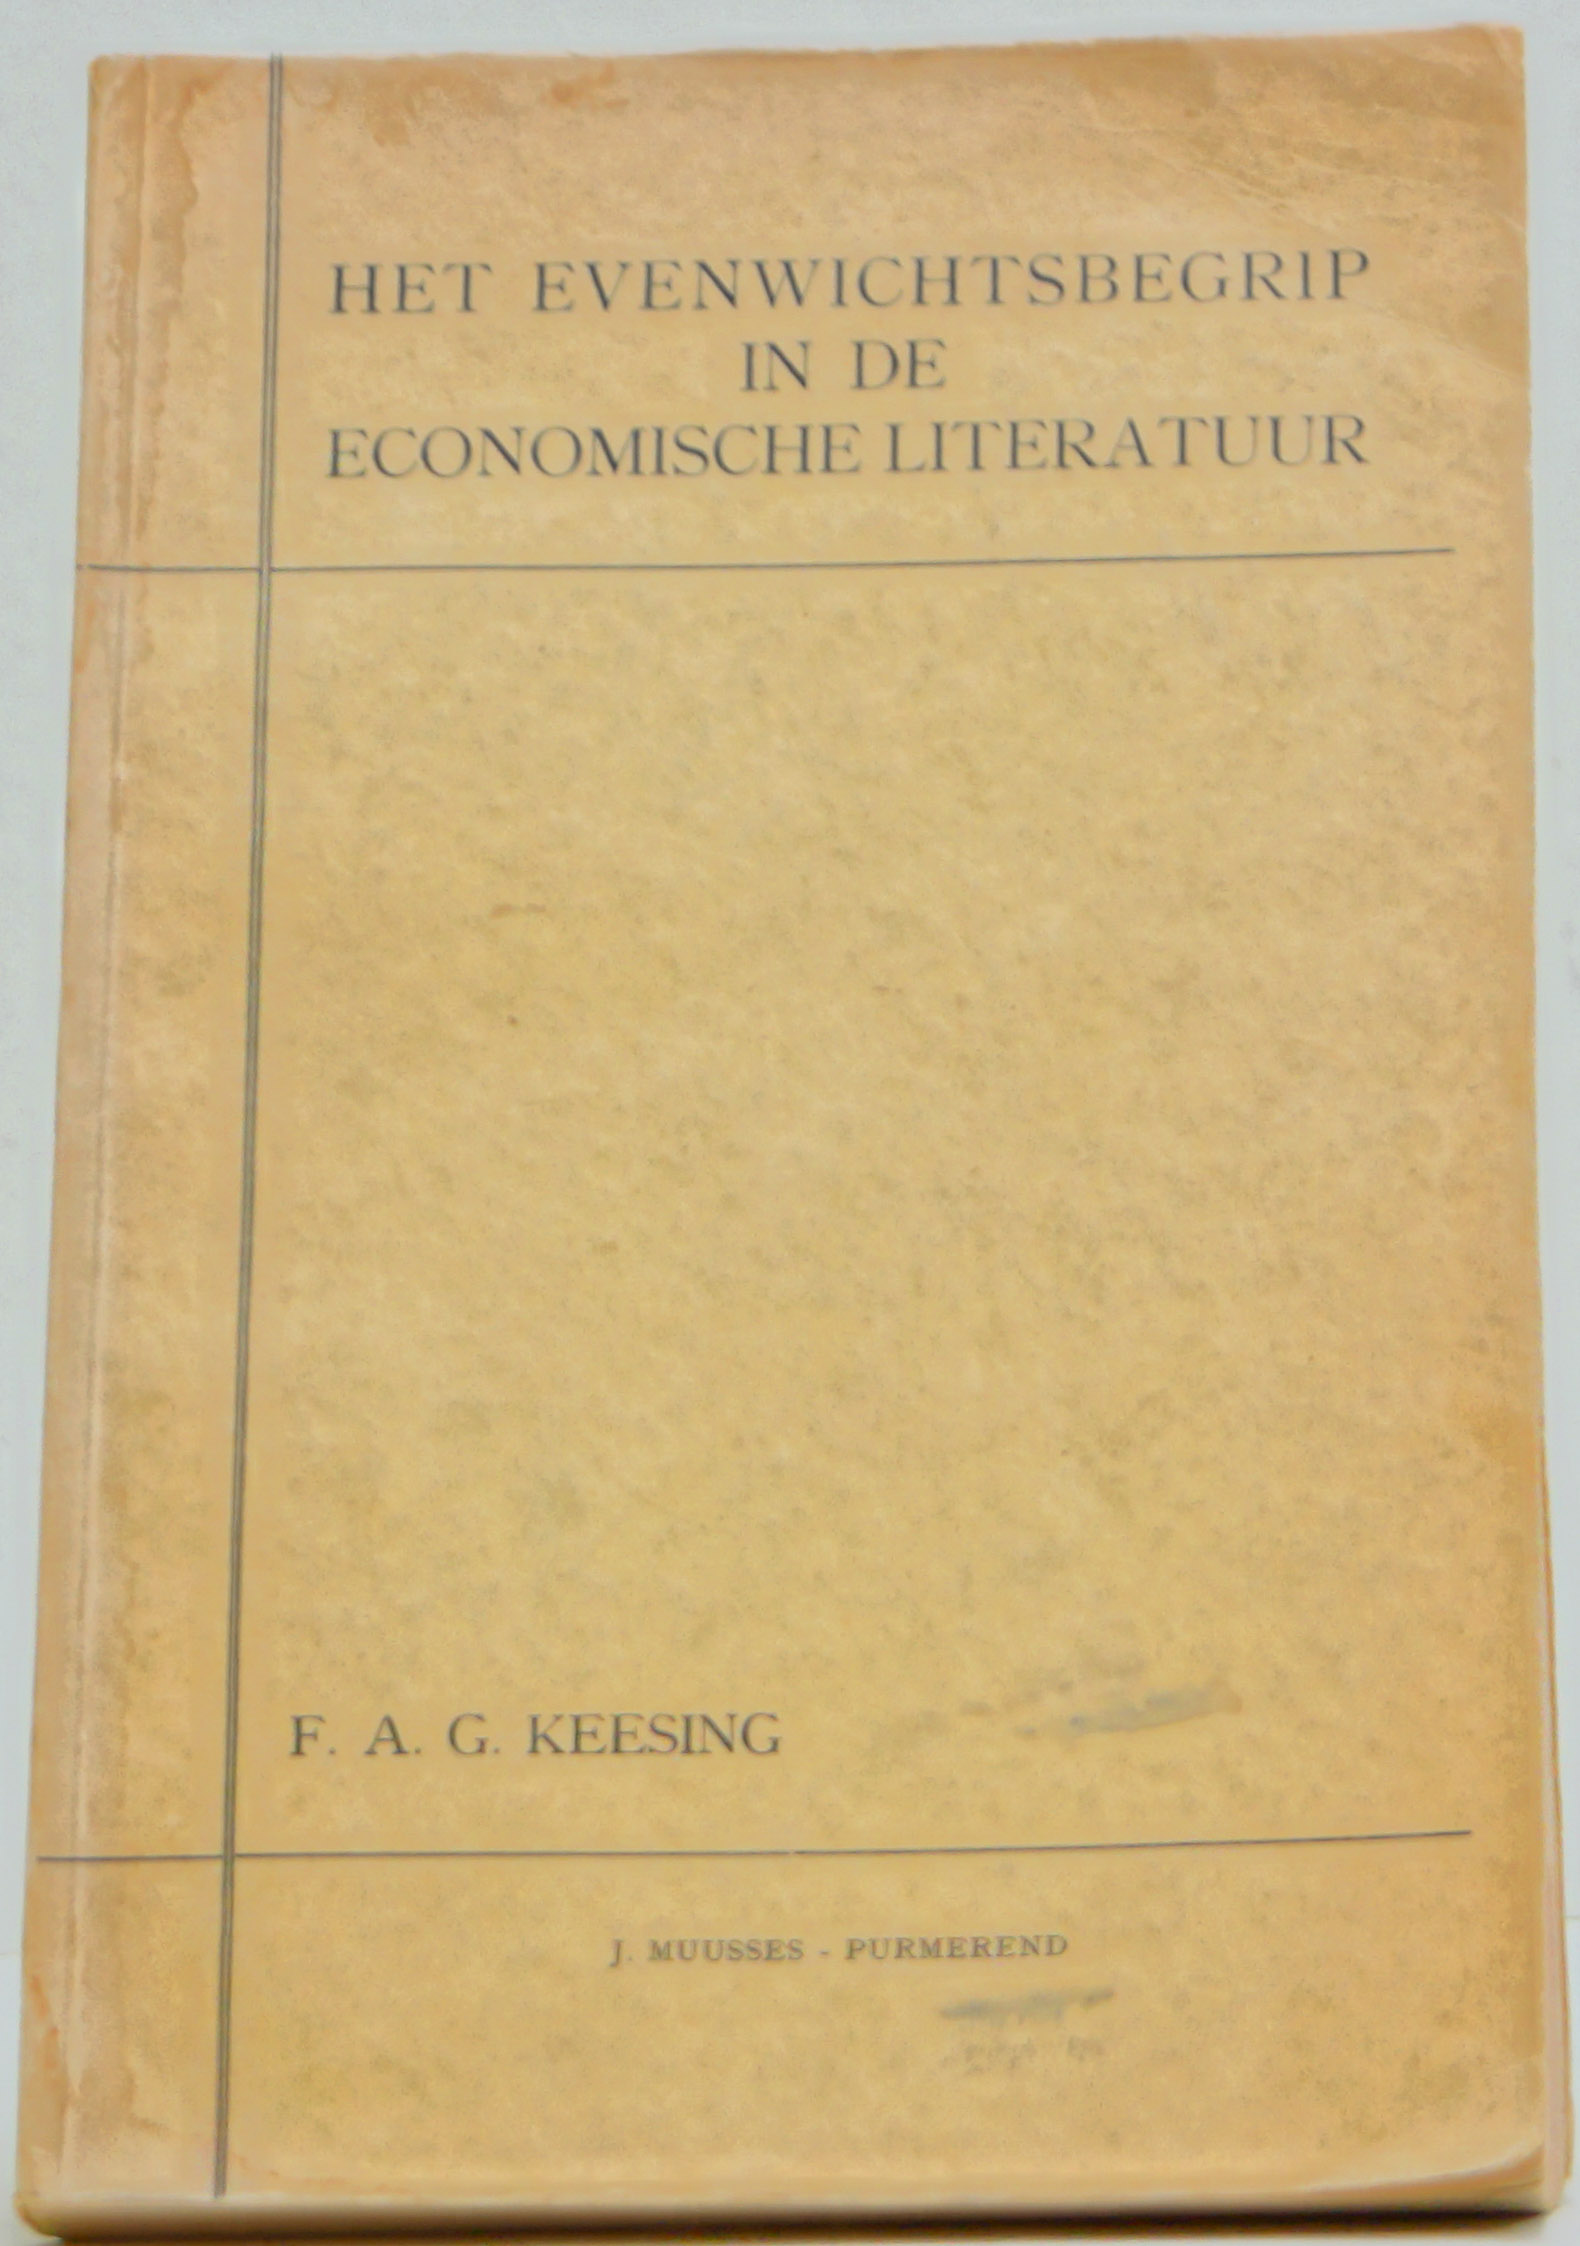 HET EVENWICHTSBEGRIP
IN DE
ECONOMISCHE LITERATUUR
F. A. G. KEESING
J. MUUSSES - PURMEREND